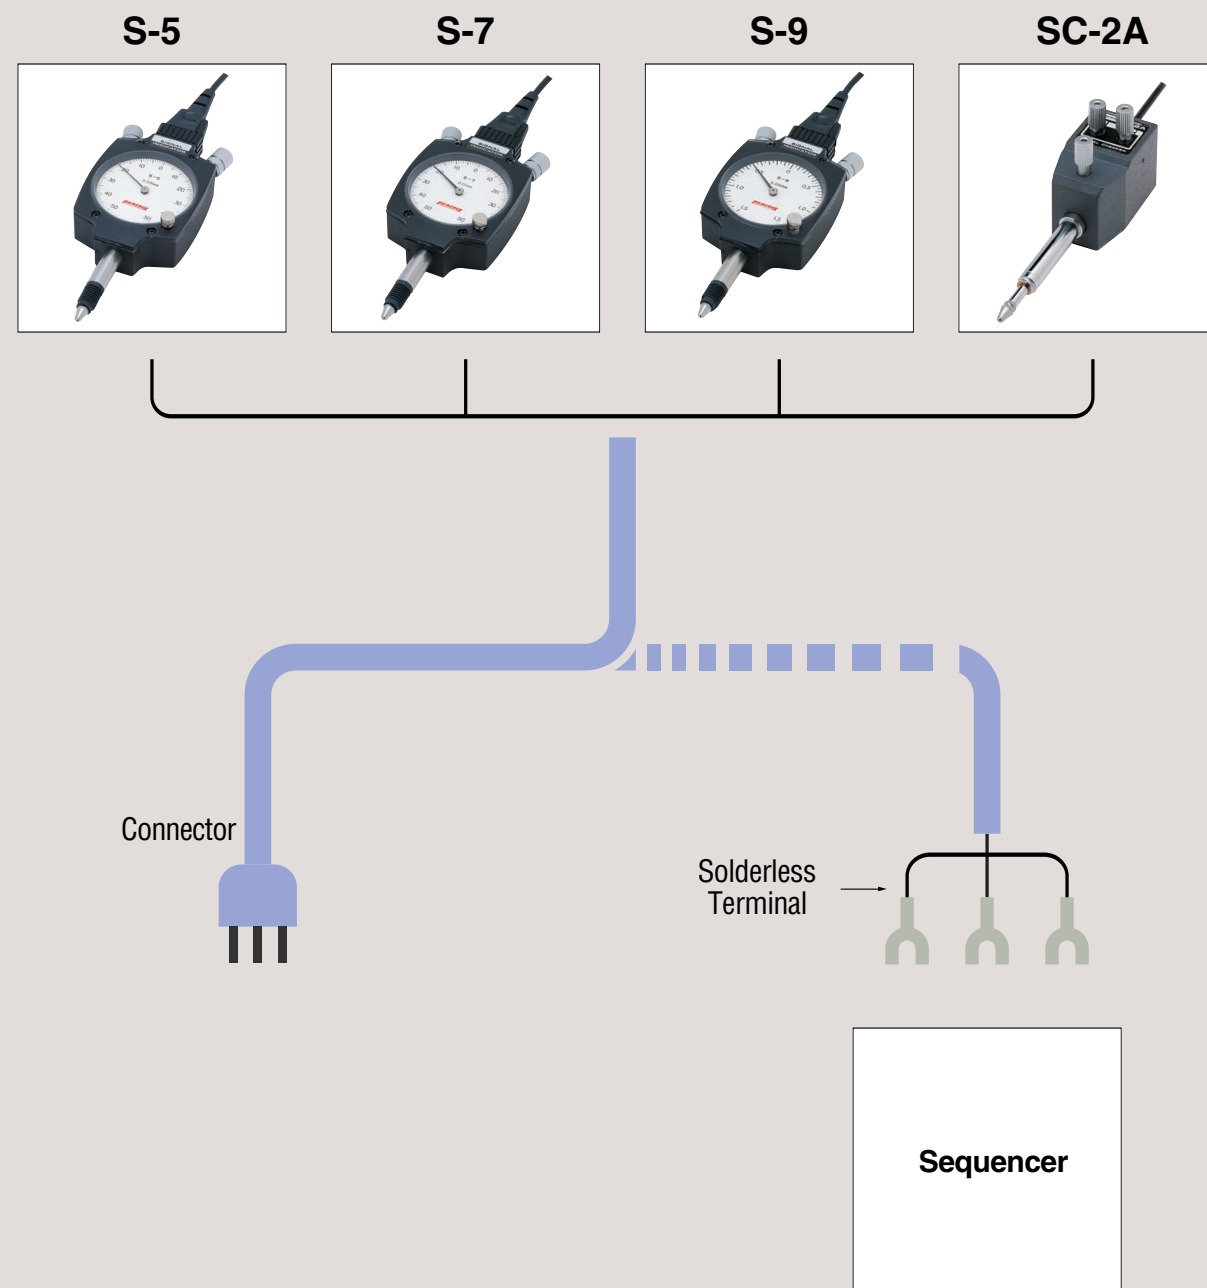 S-5
S-7
S-9
SC-2A
Connector
Solderless
Terminal
Sequencer